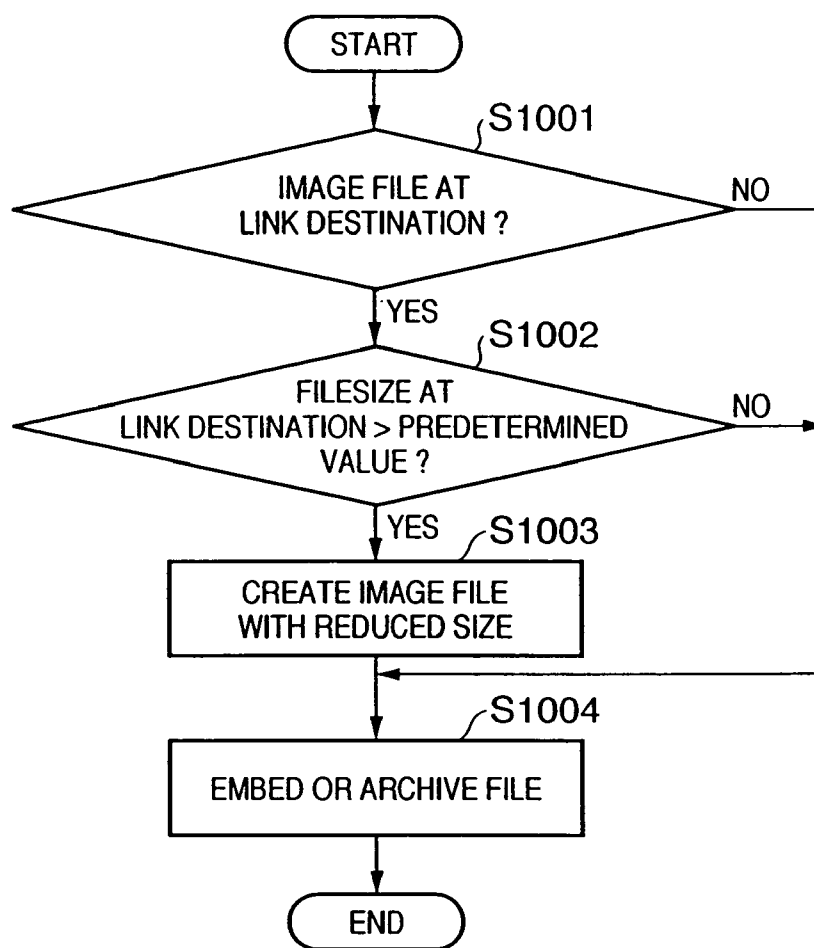 START
S1001
IMAGE FILE AT
LINK DESTINATION ?
NO
YES
S1002
FILESIZE AT
LINK DESTINATION > PREDETERMINED
VALUE ?
NO
YES
S1003
CREATE IMAGE FILE
WITH REDUCED SIZE
S1004
EMBED OR ARCHIVE FILE
END